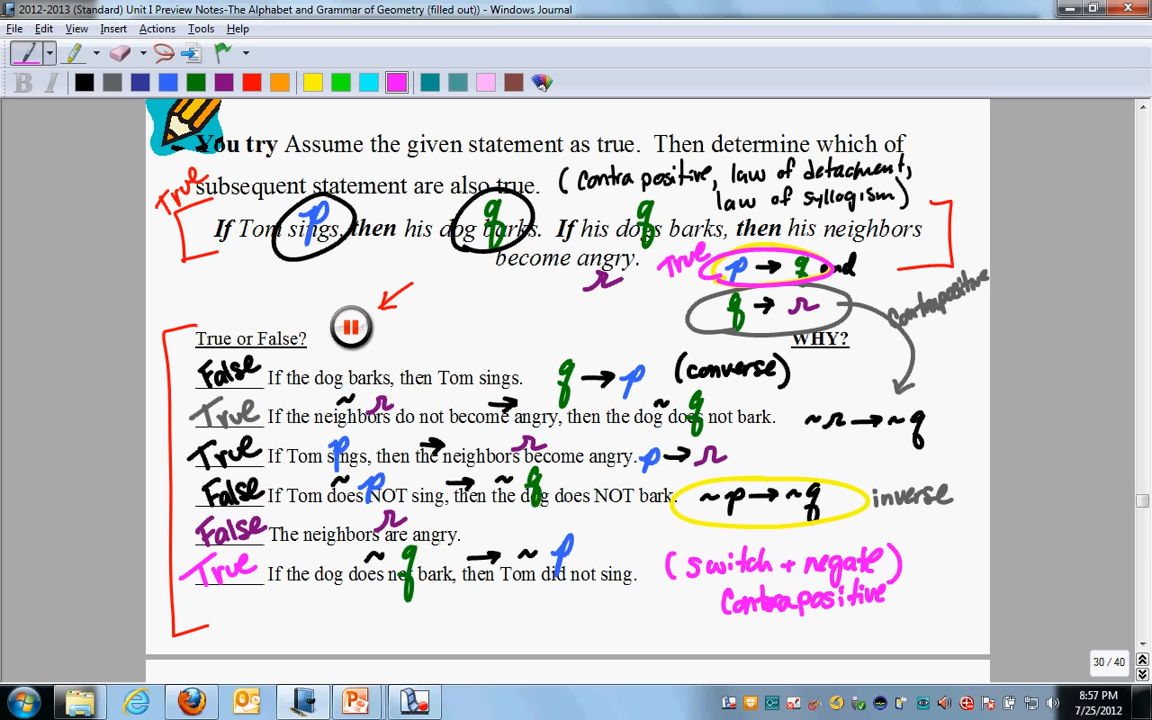 2012-2013 (Standard) Unit I Preview Notes-The Alphabet and Grammar of Geometry (filled out)) - Windows Journal
File Edit View Insert Actions Tools Help
B I
You try Assume the given statement as true. Then determine which of
subsequent statement are also true. (Contrapositive, law of detachment,
law of syllogism)
True
p q q
If Tom sings, then his dog barks. If his dogs barks, then his neighbors
become angry.
r
True p → q and
q → r
Contrapositive
True or False? WHY?
False If the dog barks, then Tom sings. q → p (converse)
~ r → ~ q
True If the neighbors do not become angry, then the dog does not bark. ~r → ~q
p → r
True If Tom sings, then the neighbors become angry. p → r
~ p → ~ q
False If Tom does NOT sing, then the dog does NOT bark. ~p → ~q inverse
r
False The neighbors are angry.
~ q → ~ p
True If the dog does not bark, then Tom did not sing. (switch + negate)
Contrapositive
30 / 40
8:57 PM
7/25/2012